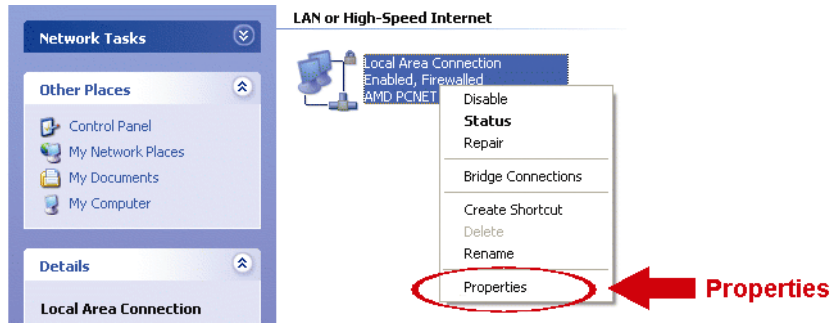 Network Tasks
Other Places
Control Panel
My Network Places
My Documents
My Computer
Details
Local Area Connection
LAN or High-Speed Internet
Local Area Connection
Enabled, Firewalled
AMD PCNET
Disable
Status
Repair
Bridge Connections
Create Shortcut
Delete
Rename
Properties
Properties